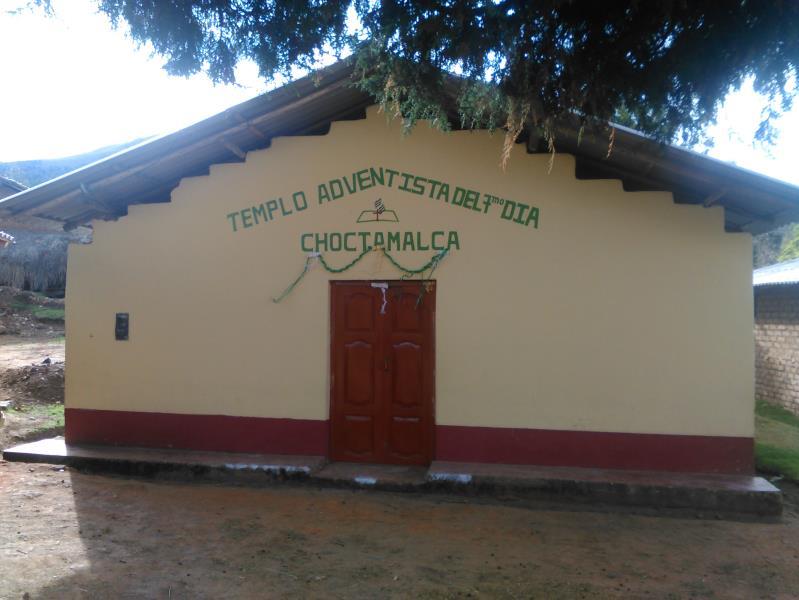 TEMPLO ADVENTISTA DEL 7mo DIA
CHOCTAMALCA